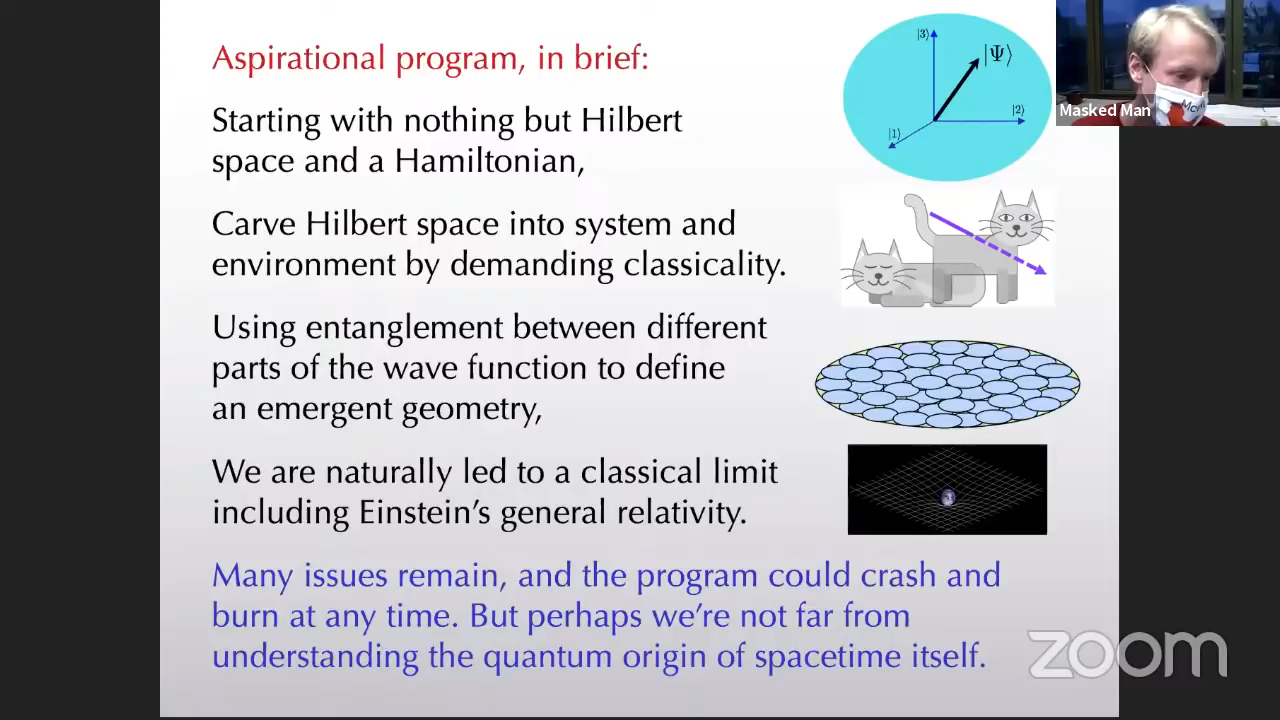 Aspirational program, in brief:
Starting with nothing but Hilbert
space and a Hamiltonian,
Carve Hilbert space into system and
environment by demanding classicality.
Using entanglement between different
parts of the wave function to define
an emergent geometry,
We are naturally led to a classical limit
including Einstein's general relativity.
Many issues remain, and the program could crash and
burn at any time. But perhaps we're not far from
understanding the quantum origin of spacetime itself.
|3⟩
|Ψ⟩
|2⟩
|1⟩
Masked Man
zoom